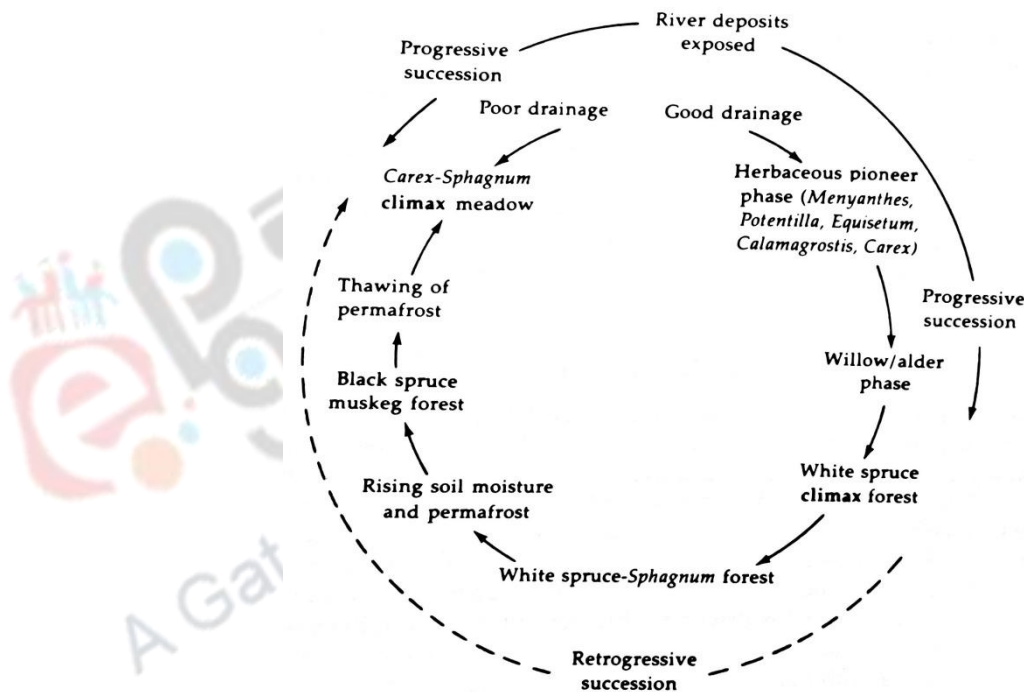 River deposits
exposed
Progressive
succession
Poor drainage
Good drainage
Carex-Sphagnum
climax meadow
Herbaceous pioneer
phase (Menyanthes,
Potentilla, Equisetum,
Calamagrostis, Carex)
Thawing of
permafrost
Progressive
succession
Willow/alder
phase
Black spruce
muskeg forest
White spruce
climax forest
Rising soil moisture
and permafrost
White spruce-Sphagnum forest
Retrogressive
succession
A Gat